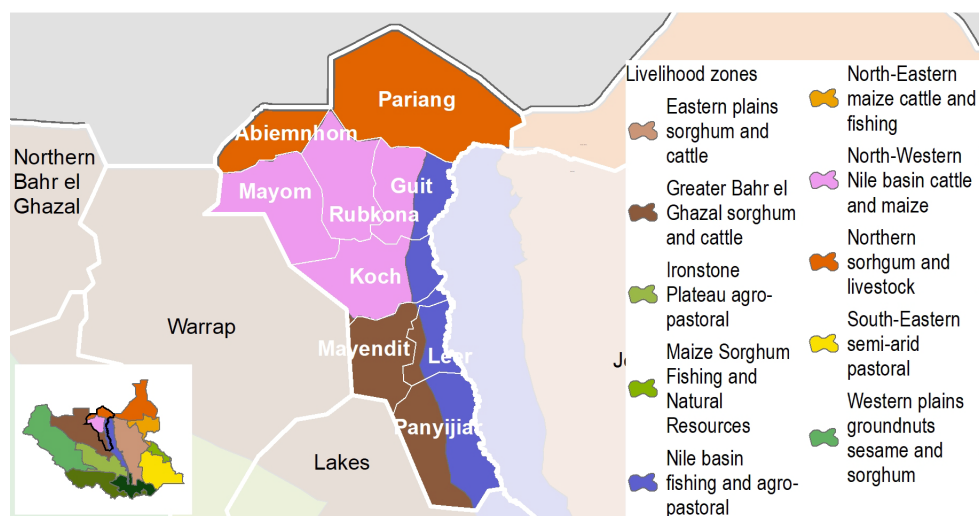 Pariang
Abiemnhom
Northern
Bahr el
Ghazal
Mayom
Guit
Rubkona
Koch
Warrap
Mayendit
Leer
Panyijiar
Lakes
Livelihood zones
Eastern plains
sorghum and
cattle
Greater Bahr el
Ghazal sorghum
and cattle
Ironstone
Plateau agro-
pastoral
Maize Sorghum
Fishing and
Natural
Resources
Nile basin
fishing and agro-
pastoral
North-Eastern
maize cattle and
fishing
North-Western
Nile basin cattle
and maize
Northern
sorhgum and
livestock
South-Eastern
semi-arid
pastoral
Western plains
groundnuts
sesame and
sorghum